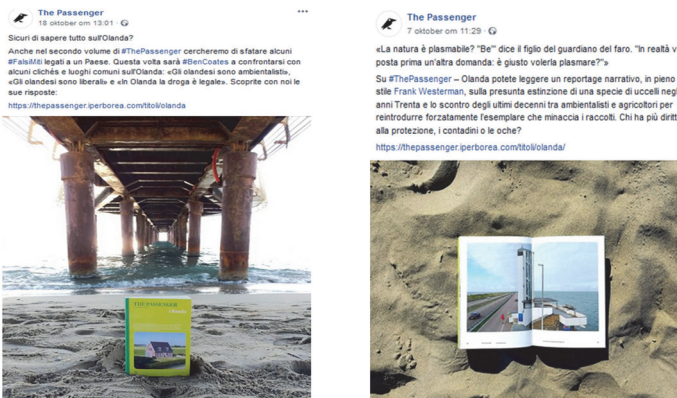 The Passenger
18 oktober om 13:01 ·
Sicuri di sapere tutto sull'Olanda?
Anche nel secondo volume di #ThePassenger cercheremo di sfatare alcuni
#FalsiMiti legati a un Paese. Questa volta sarà #BenCoates a confrontarsi con
alcuni clichés e luoghi comuni sull'Olanda: «Gli olandesi sono ambientalisti»,
«Gli olandesi sono liberali» e «In Olanda la droga è legale». Scoprite con noi le
sue risposte:
https://thepassenger.iperborea.com/titoli/olanda
THE PASSENGER
Olanda
The Passenger
7 oktober om 11:29 ·
«La natura è plasmabile? "Be'" dice il figlio del guardiano del faro. "In realtà v
posta prima un'altra domanda: è giusto volerla plasmare?"»
Su #ThePassenger – Olanda potete leggere un reportage narrativo, in pieno
stile Frank Westerman, sulla presunta estinzione di una specie di uccelli negl
anni Trenta e lo scontro degli ultimi decenni tra ambientalisti e agricoltori per
reintrodurre forzatamente l'esemplare che minaccia i raccolti. Chi ha più diritt
alla protezione, i contadini o le oche?
https://thepassenger.iperborea.com/titoli/olanda/